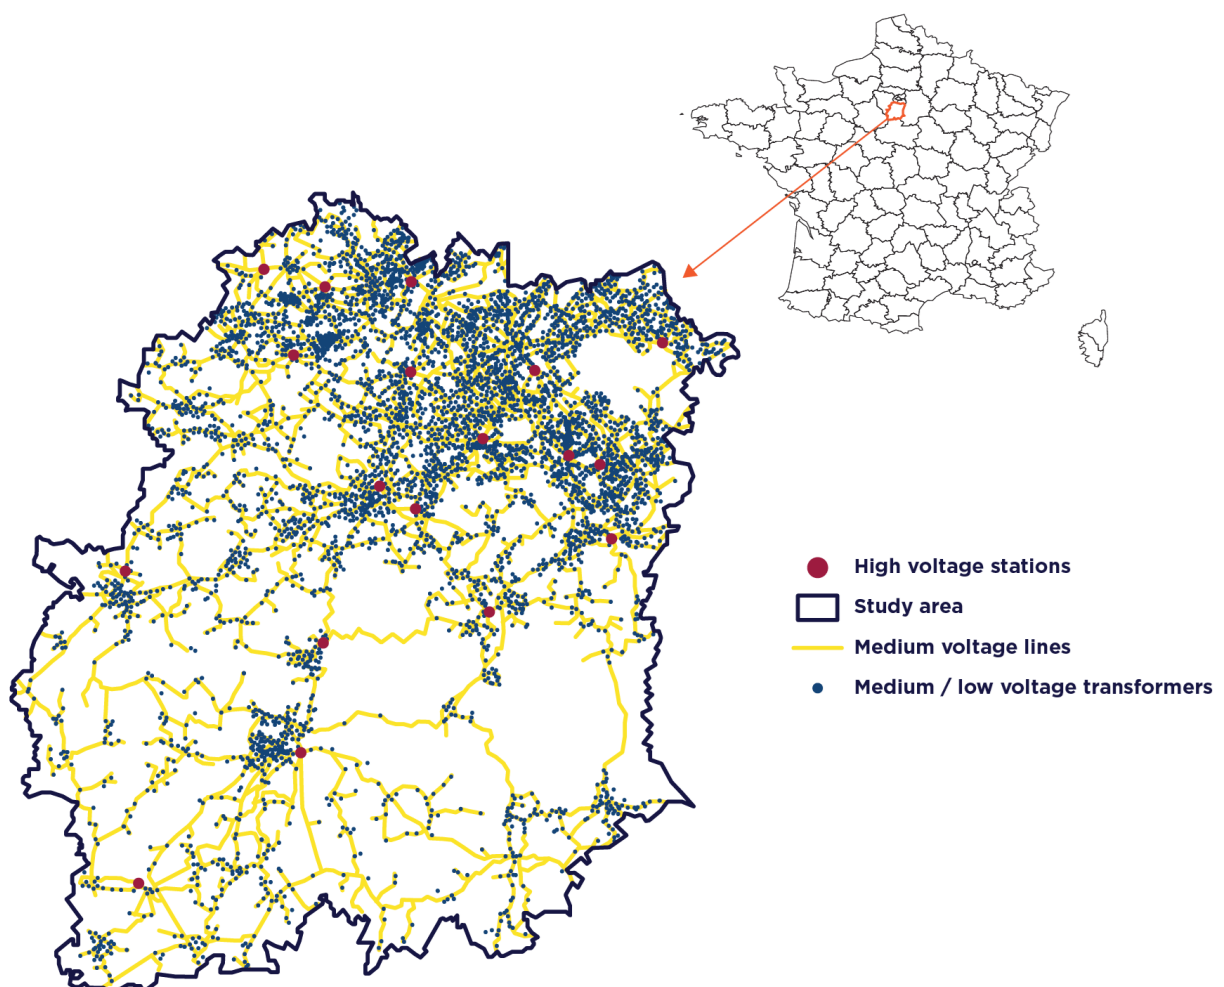 High voltage stations
Study area
Medium voltage lines
Medium / low voltage transformers